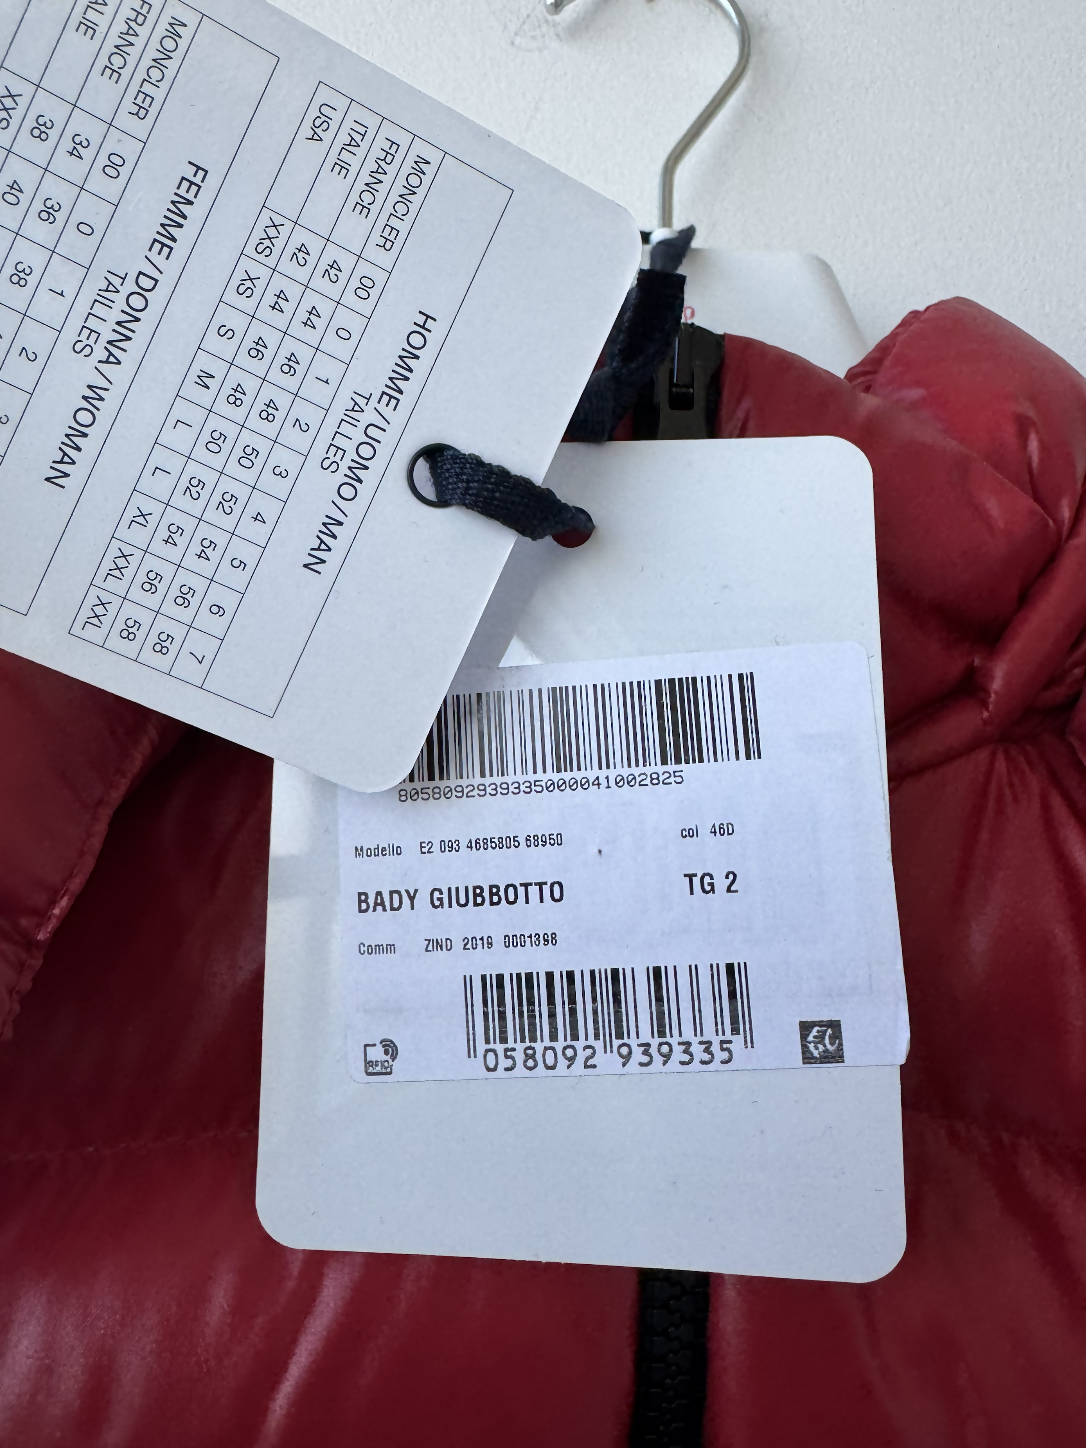 HOMME/UOMO/MAN
TAILLES
MONCLER 00 0 1 2 3 4 5 6 7
FRANCE 42 44 46 48 50 52 54 56 58
ITALIE 42 44 46 48 50 52 54 56 58
USA XXS XS S M L L XL XXL XXL
FEMME/DONNA/WOMAN
TAILLES
MONCLER 00 0 1 2
FRANCE 34 36 38
38 40
8058092939335000041002825
Modello E2 093 4685805 68950 col 46D
BADY GIUBBOTTO TG 2
Comm ZIND 2019 0001398
058092 939335
RFID